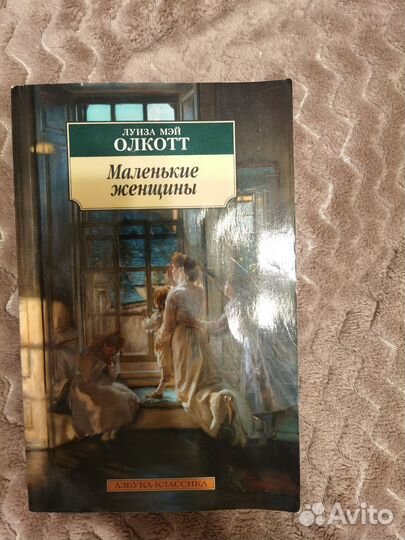 ЛУИЗА МЭЙ
ОЛКОТТ
Маленькие
женщины
АЗБУКА-КЛАССИКА
Avito